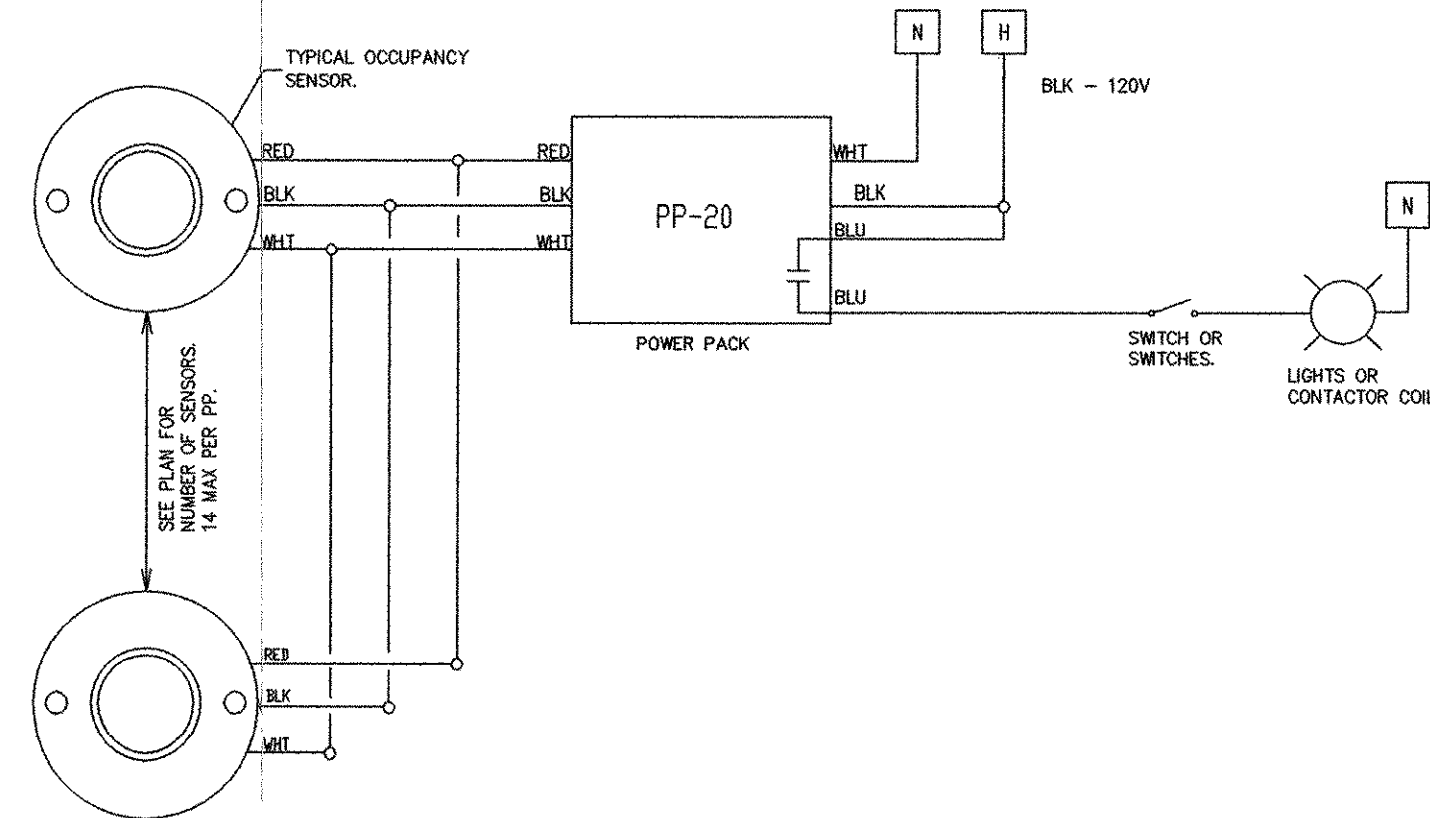 N
H
TYPICAL OCCUPANCY
SENSOR.
BLK - 120V
RED
RED
WHT
BLK
BLK
BLK
PP-20
N
WHT
WHT
BLU
BLU
POWER PACK
SWITCH OR
SWITCHES.
LIGHTS OR
CONTACTOR COIL
SEE PLAN FOR
NUMBER OF SENSORS.
14 MAX PER PP.
RED
BLK
WHT